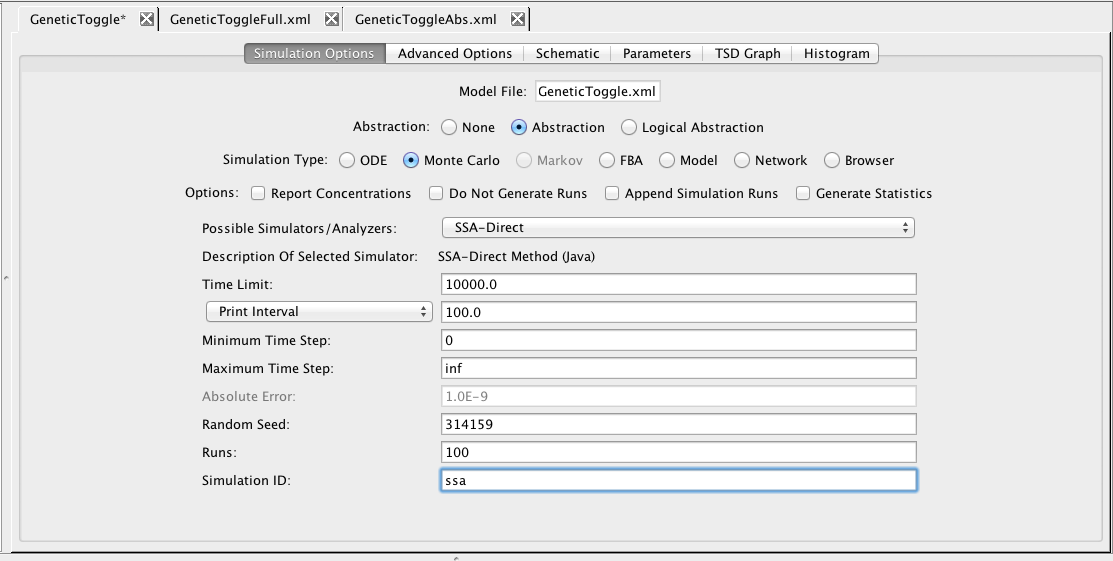 GeneticToggle* GeneticToggleFull.xml GeneticToggleAbs.xml
Simulation Options Advanced Options Schematic Parameters TSD Graph Histogram
Model File: GeneticToggle.xml
Abstraction: None Abstraction Logical Abstraction
Simulation Type: ODE Monte Carlo Markov FBA Model Network Browser
Options: Report Concentrations Do Not Generate Runs Append Simulation Runs Generate Statistics
Possible Simulators/Analyzers: SSA-Direct
Description Of Selected Simulator: SSA-Direct Method (Java)
Time Limit: 10000.0
Print Interval 100.0
Minimum Time Step: 0
Maximum Time Step: inf
Absolute Error: 1.0E-9
Random Seed: 314159
Runs: 100
Simulation ID: ssa